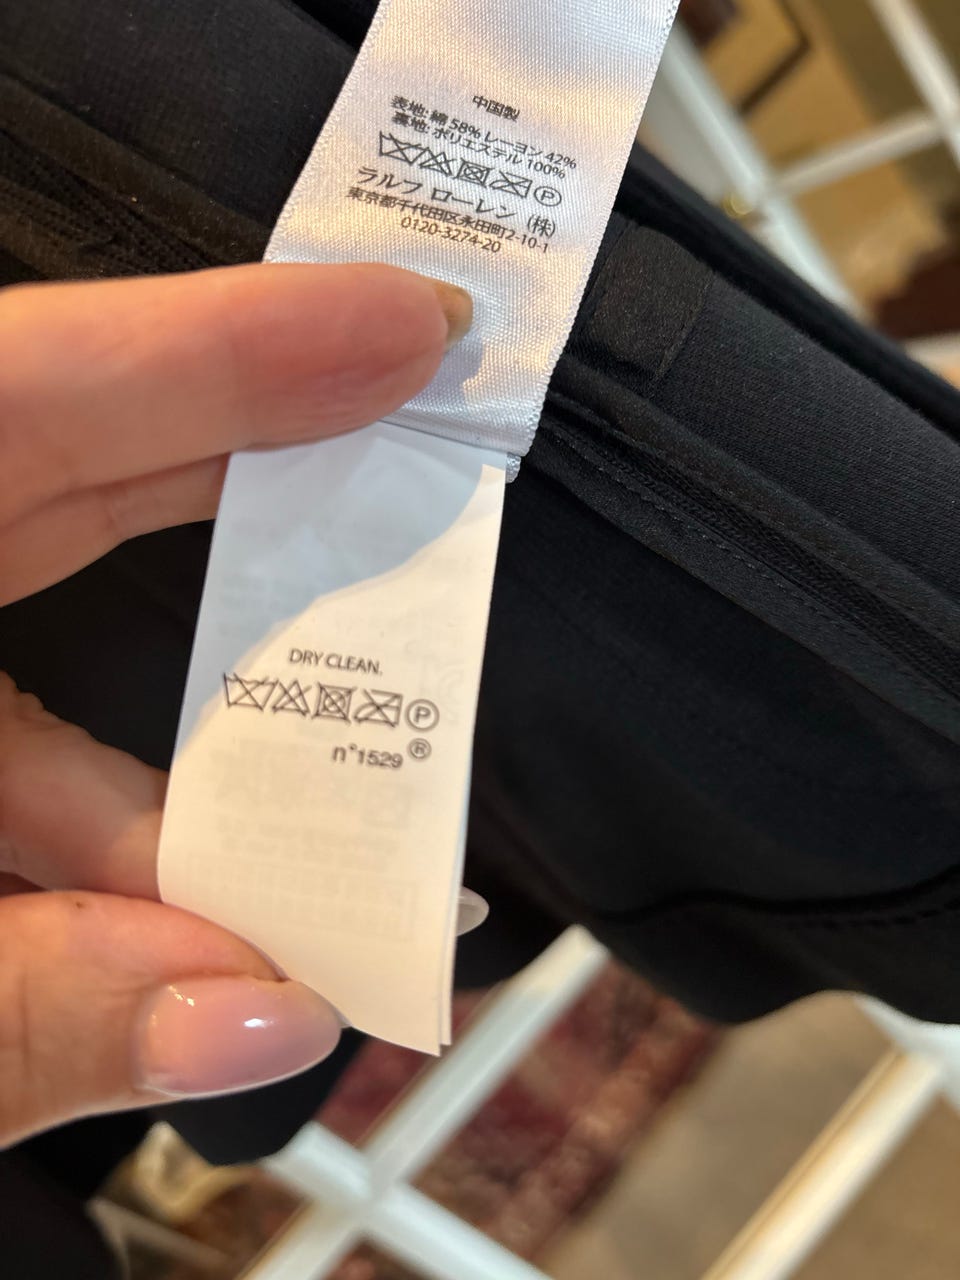 中国製
表地: 綿 58% レーヨン 42%
裏地: ポリエステル 100%
P
ラルフ ローレン (株)
東京都千代田区永田町2-10-1
0120-3274-20
DRY CLEAN.
P
n°1529 ®